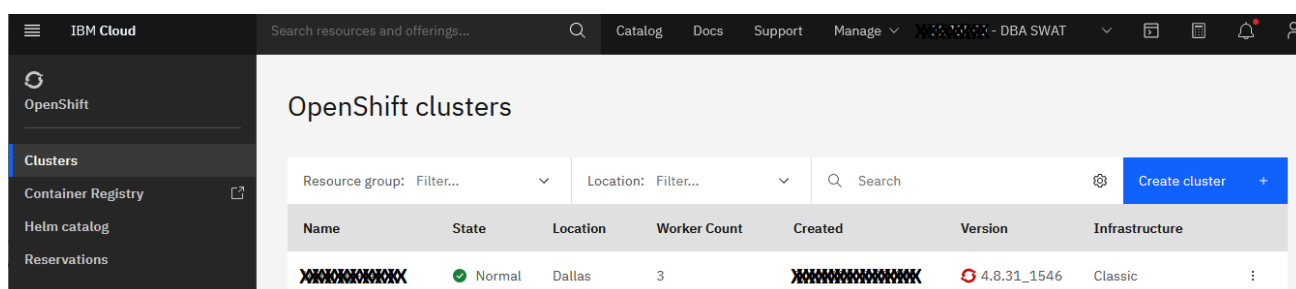 IBM Cloud
Search resources and offerings...
Catalog
Docs
Support
Manage
- DBA SWAT
OpenShift
Clusters
Container Registry
Helm catalog
Reservations
OpenShift clusters
Resource group: Filter...
Location: Filter...
Search
Create cluster +
Name State Location Worker Count Created Version Infrastructure
Normal Dallas 3 4.8.31_1546 Classic